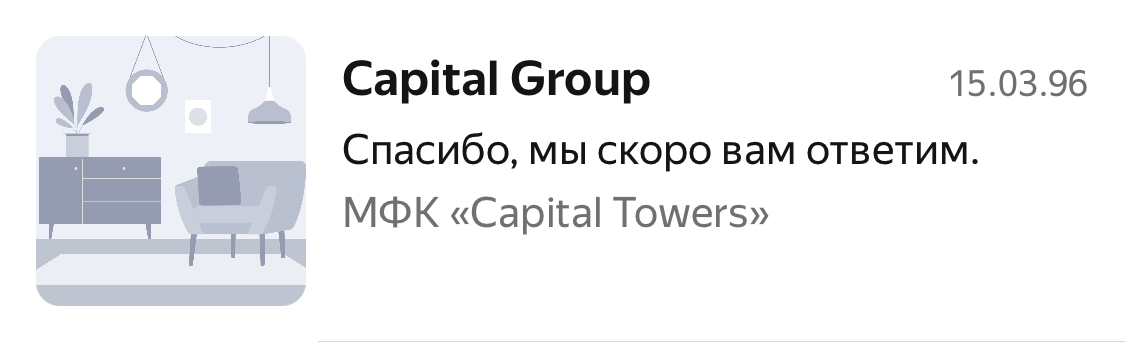 Capital Group
15.03.96
Спасибо, мы скоро вам ответим.
МФК «Capital Towers»